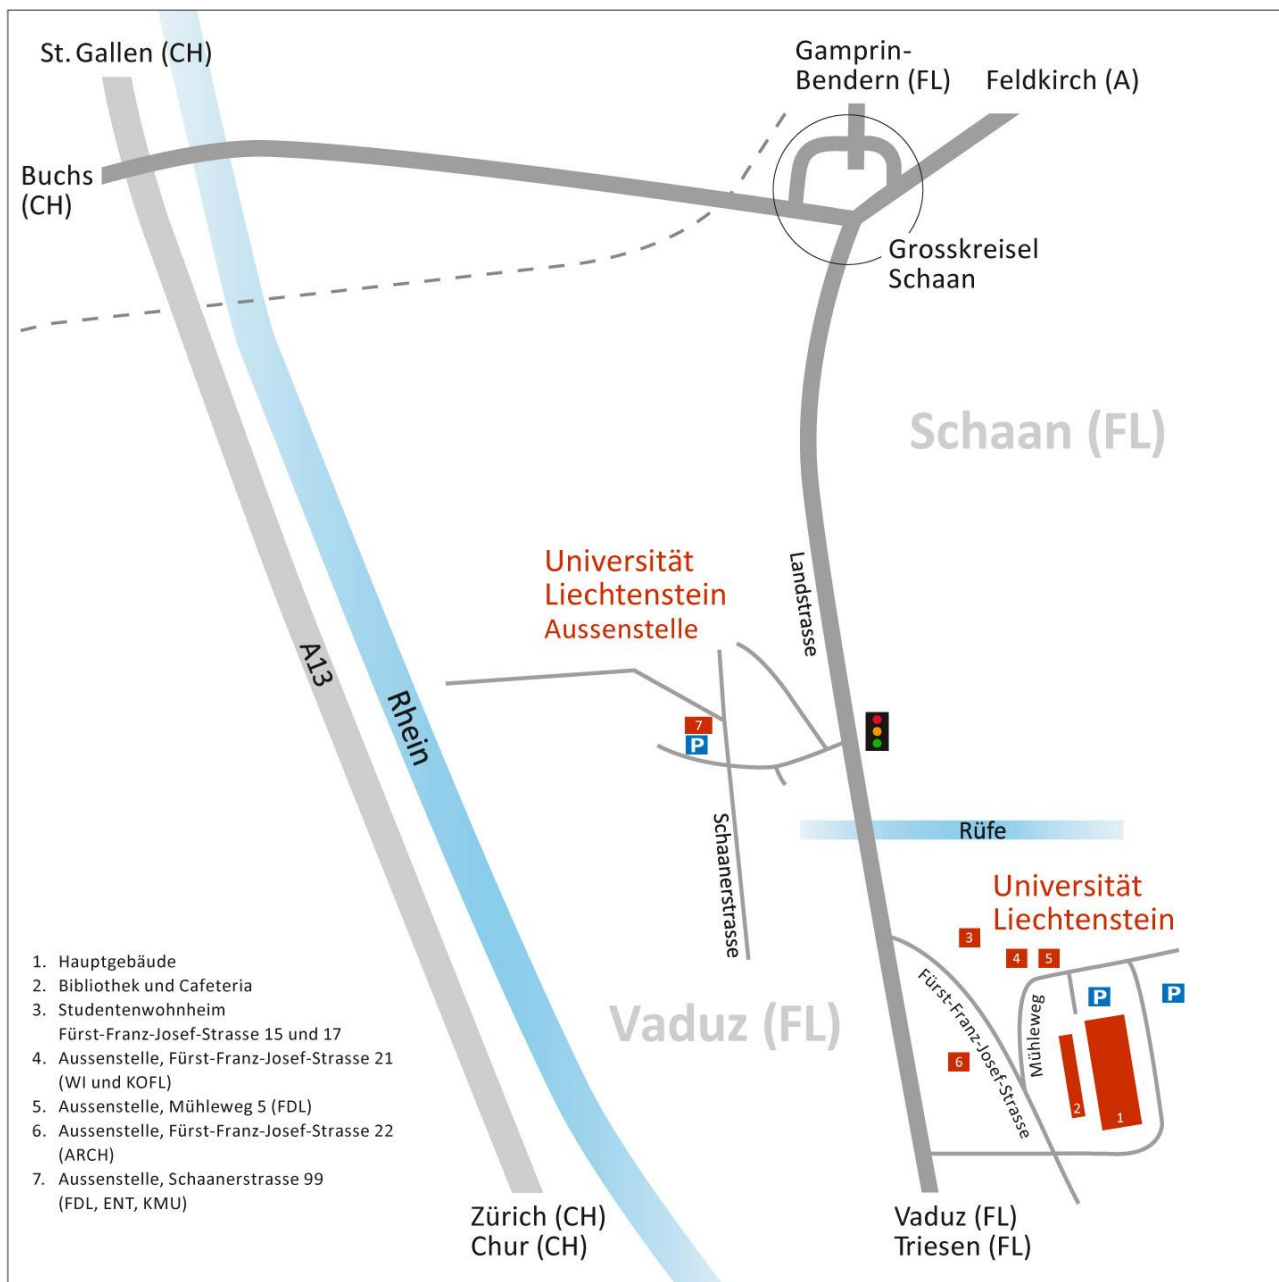 St. Gallen (CH)
Gamprin-
Bendern (FL)
Feldkirch (A)
Buchs
(CH)
Grosskreisel
Schaan
Schaan (FL)
Universität
Liechtenstein
Aussenstelle
Landstrasse
A13
Rhein
7
P
Schaanerstrasse
Rüfe
Universität
Liechtenstein
3
4
5
P
P
Fürst-Franz-Josef-Strasse
Mühleweg
6
2
1
Vaduz (FL)
1. Hauptgebäude
2. Bibliothek und Cafeteria
3. Studentenwohnheim
Fürst-Franz-Josef-Strasse 15 und 17
4. Aussenstelle, Fürst-Franz-Josef-Strasse 21
(WI und KOFL)
5. Aussenstelle, Mühleweg 5 (FDL)
6. Aussenstelle, Fürst-Franz-Josef-Strasse 22
(ARCH)
7. Aussenstelle, Schaanerstrasse 99
(FDL, ENT, KMU)
Zürich (CH)
Chur (CH)
Vaduz (FL)
Triesen (FL)